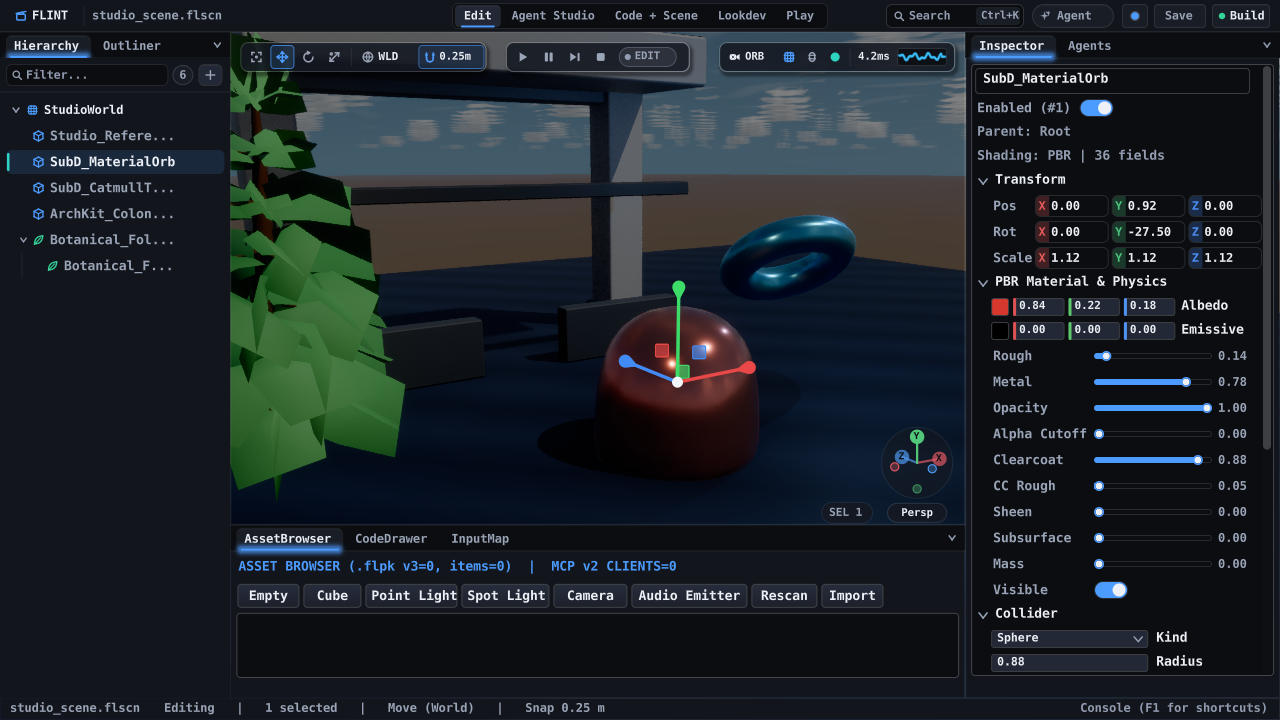 FLINT studio_scene.flscn Edit Agent Studio Code + Scene Lookdev Play Search Ctrl+K Agent Save Build
Hierarchy Outliner
Filter... 6 +
StudioWorld
Studio_Refere...
SubD_MaterialOrb
SubD_CatmullT...
ArchKit_Colon...
Botanical_Fol...
Botanical_F...
WLD 0.25m EDIT ORB 4.2ms
Y
Z X
SEL 1 Persp
AssetBrowser CodeDrawer InputMap
ASSET BROWSER (.flpk v3=0, items=0) | MCP v2 CLIENTS=0
Empty Cube Point Light Spot Light Camera Audio Emitter Rescan Import
Inspector Agents
SubD_MaterialOrb
Enabled (#1)
Parent: Root
Shading: PBR | 36 fields
Transform
Pos X 0.00 Y 0.92 Z 0.00
Rot X 0.00 Y -27.50 Z 0.00
Scale X 1.12 Y 1.12 Z 1.12
PBR Material & Physics
0.84 0.22 0.18 Albedo
0.00 0.00 0.00 Emissive
Rough 0.14
Metal 0.78
Opacity 1.00
Alpha Cutoff 0.00
Clearcoat 0.88
CC Rough 0.05
Sheen 0.00
Subsurface 0.00
Mass 0.00
Visible
Collider
Sphere Kind
0.88 Radius
studio_scene.flscn Editing | 1 selected | Move (World) | Snap 0.25 m Console (F1 for shortcuts)